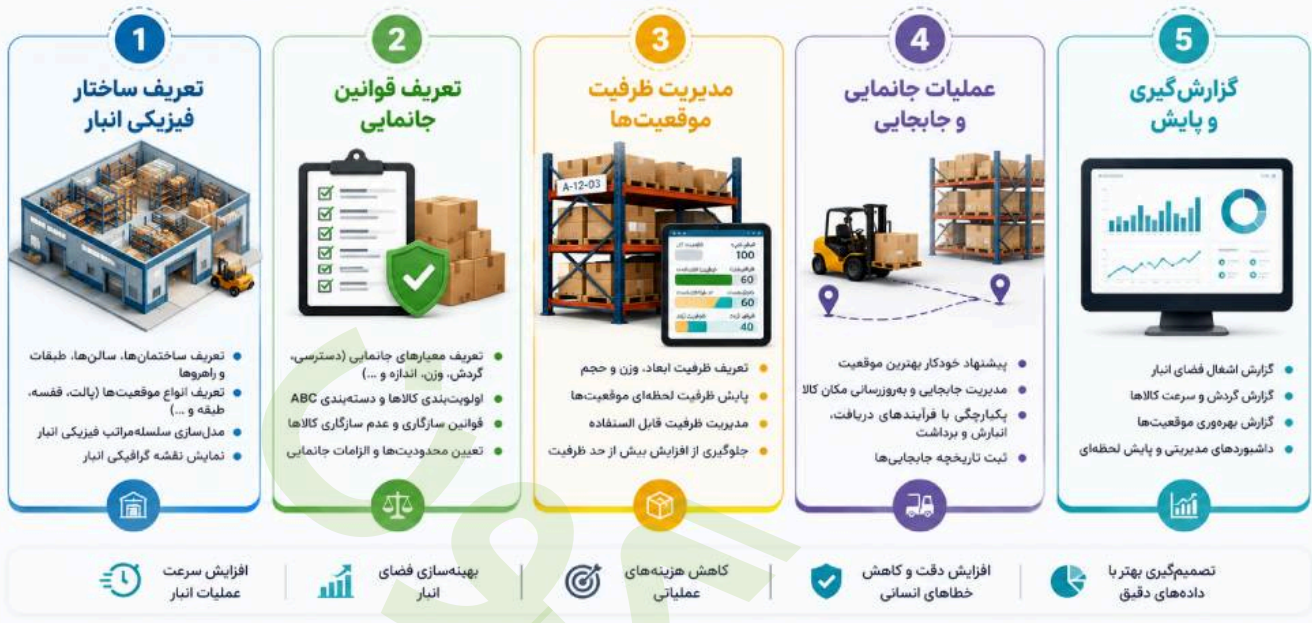 1
تعریف ساختار
فیزیکی انبار
تعریف ساختمان‌ها، سالن‌ها، طبقات
و راهروها
تعریف انواع موقعیت‌ها (پالت، قفسه،
طبقه و ...)
مدل‌سازی سلسله‌مراتب فیزیکی انبار
نمایش نقشه گرافیکی انبار
2
تعریف قوانین
جانمایی
تعریف معیارهای جانمایی (دسترسی،
گردش، وزن، اندازه و ...)
اولویت‌بندی کالاها و دسته‌بندی ABC
قوانین سازگاری و عدم سازگاری کالاها
تعیین محدودیت‌ها و الزامات جانمایی
3
مدیریت ظرفیت
موقعیت‌ها
A-12-03
100
60
60
40
تعریف ظرفیت ابعاد، وزن و حجم
پایش ظرفیت لحظه‌ای موقعیت‌ها
مدیریت ظرفیت قابل الستفاده
جلوگیری از افزایش بیش از حد ظرفیت
4
عملیات جانمایی
و جابجایی
پیشنهاد خودکار بهترین موقعیت
مدیریت جابجایی و به‌روزرسانی مکان کالا
یکپارچگی با فرآیندهای دریافت،
انبارش و برداشت
ثبت تاریخچه جابجایی‌ها
5
گزارش‌گیری
و پایش
گزارش اشغال فضای انبار
گزارش گردش و سرعت کالاها
گزارش بهره‌وری موقعیت‌ها
داشبوردهای مدیریتی و پایش لحظه‌ای
افزایش سرعت
عملیات انبار
بهینه‌سازی فضای
انبار
کاهش هزینه‌های
عملیاتی
افزایش دقت و کاهش
خطاهای انسانی
تصمیم‌گیری بهتر با
داده‌های دقیق